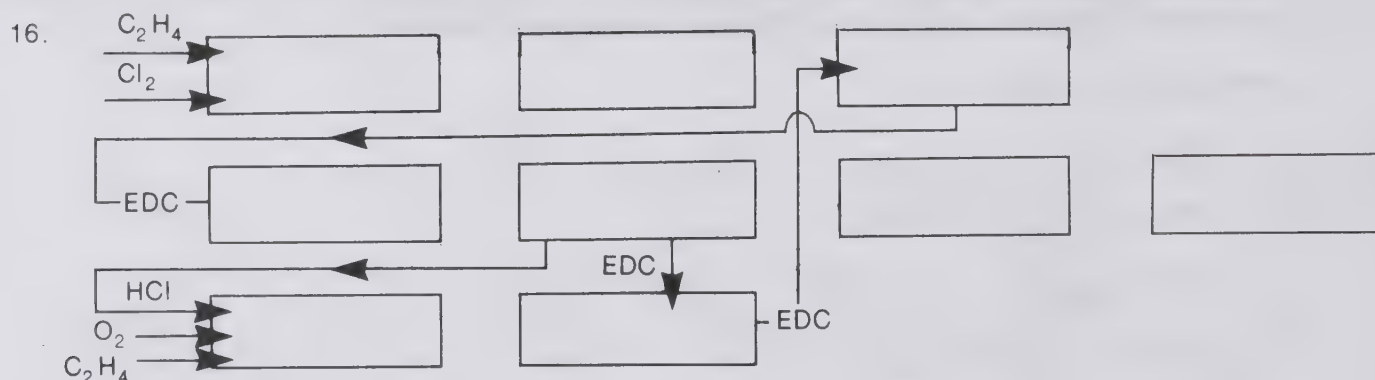 16.
C₂H₄
Cl₂
EDC
EDC
HCl
O₂
EDC
C₂H₄